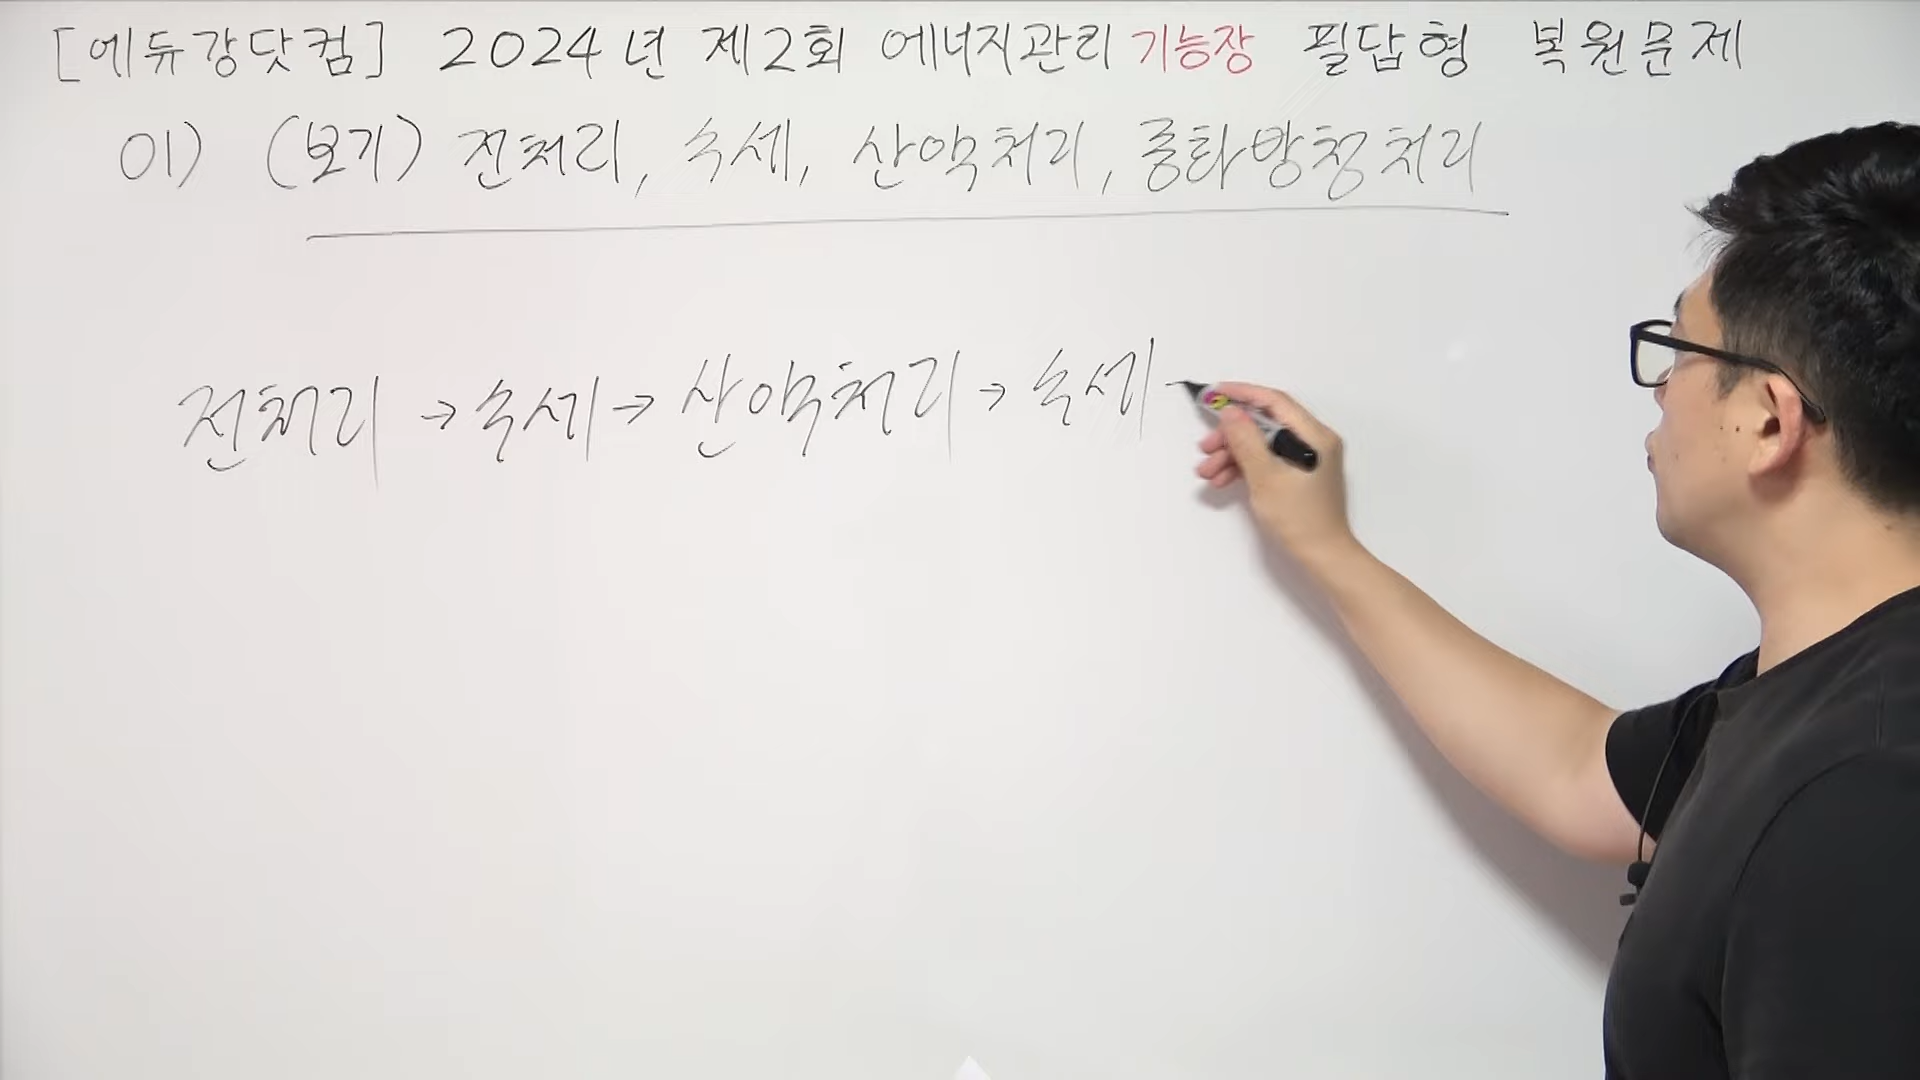 [에듀강닷컴] 2024년 제2회 에너지관리 기능장 필답형 복원문제
01) (보기) 전처리, 수세, 산액처리, 중화방청처리
전처리 → 수세 → 산액처리 → 수세 -